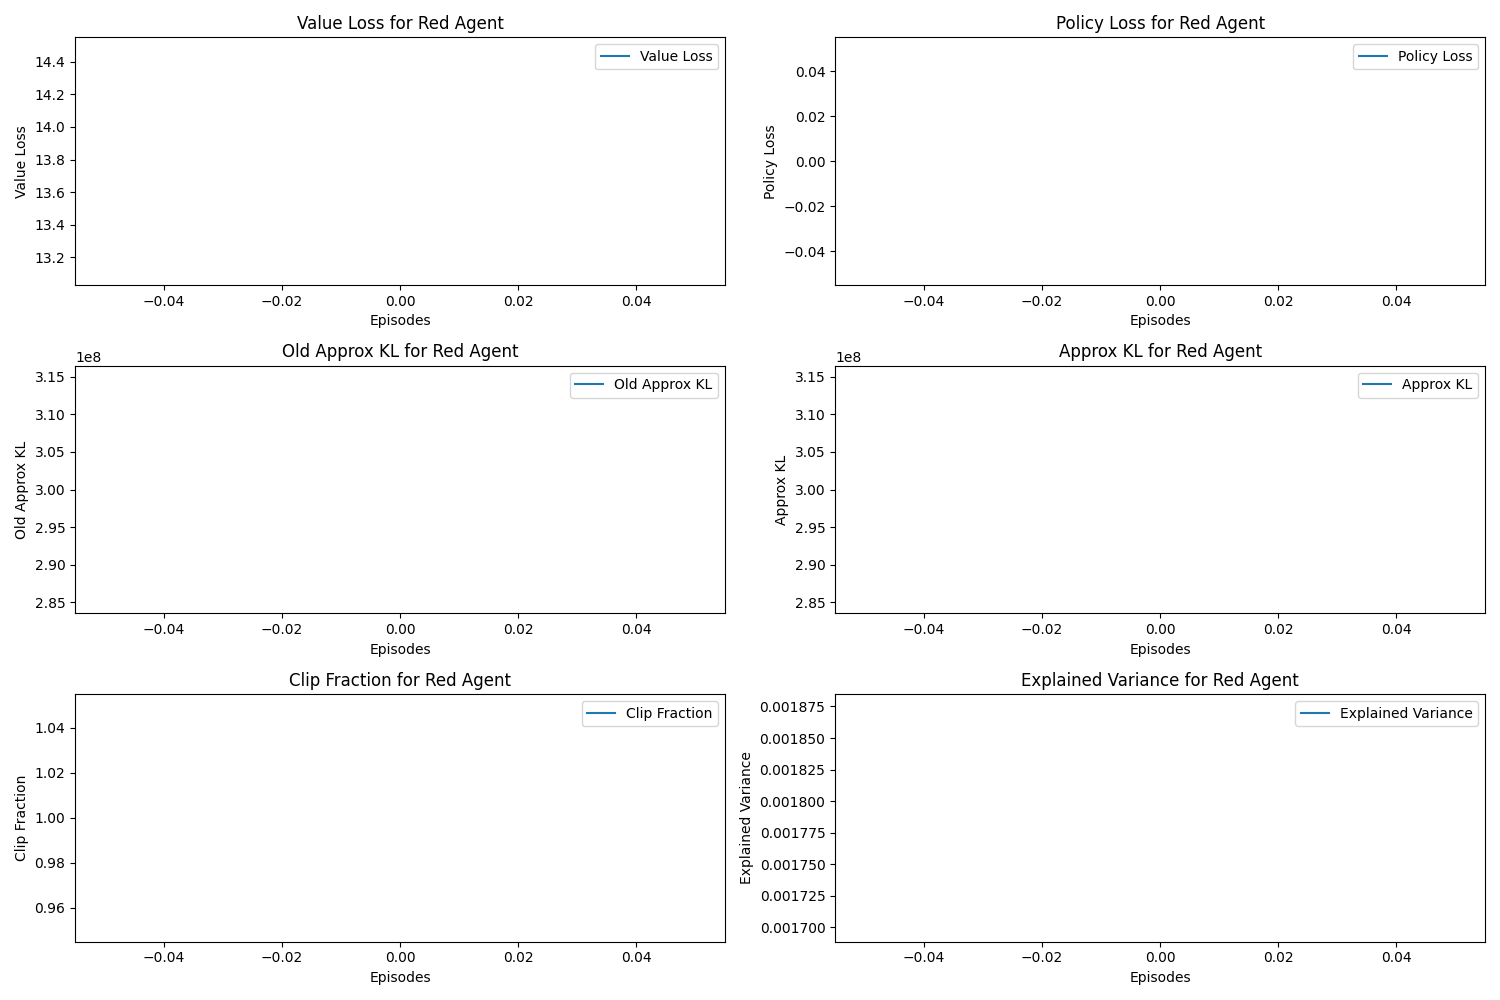 Value Loss for Red Agent
Value Loss
14.4
14.2
14.0
13.8
13.6
13.4
13.2
Value Loss
−0.04 −0.02 0.00 0.02 0.04
Episodes
Policy Loss for Red Agent
Policy Loss
0.04
0.02
0.00
−0.02
−0.04
Policy Loss
−0.04 −0.02 0.00 0.02 0.04
Episodes
Old Approx KL for Red Agent
1e8
Old Approx KL
3.15
3.10
3.05
3.00
2.95
2.90
2.85
Old Approx KL
−0.04 −0.02 0.00 0.02 0.04
Episodes
Approx KL for Red Agent
1e8
Approx KL
3.15
3.10
3.05
3.00
2.95
2.90
2.85
Approx KL
−0.04 −0.02 0.00 0.02 0.04
Episodes
Clip Fraction for Red Agent
Clip Fraction
1.04
1.02
1.00
0.98
0.96
Clip Fraction
−0.04 −0.02 0.00 0.02 0.04
Episodes
Explained Variance for Red Agent
Explained Variance
0.001875
0.001850
0.001825
0.001800
0.001775
0.001750
0.001725
0.001700
Explained Variance
−0.04 −0.02 0.00 0.02 0.04
Episodes